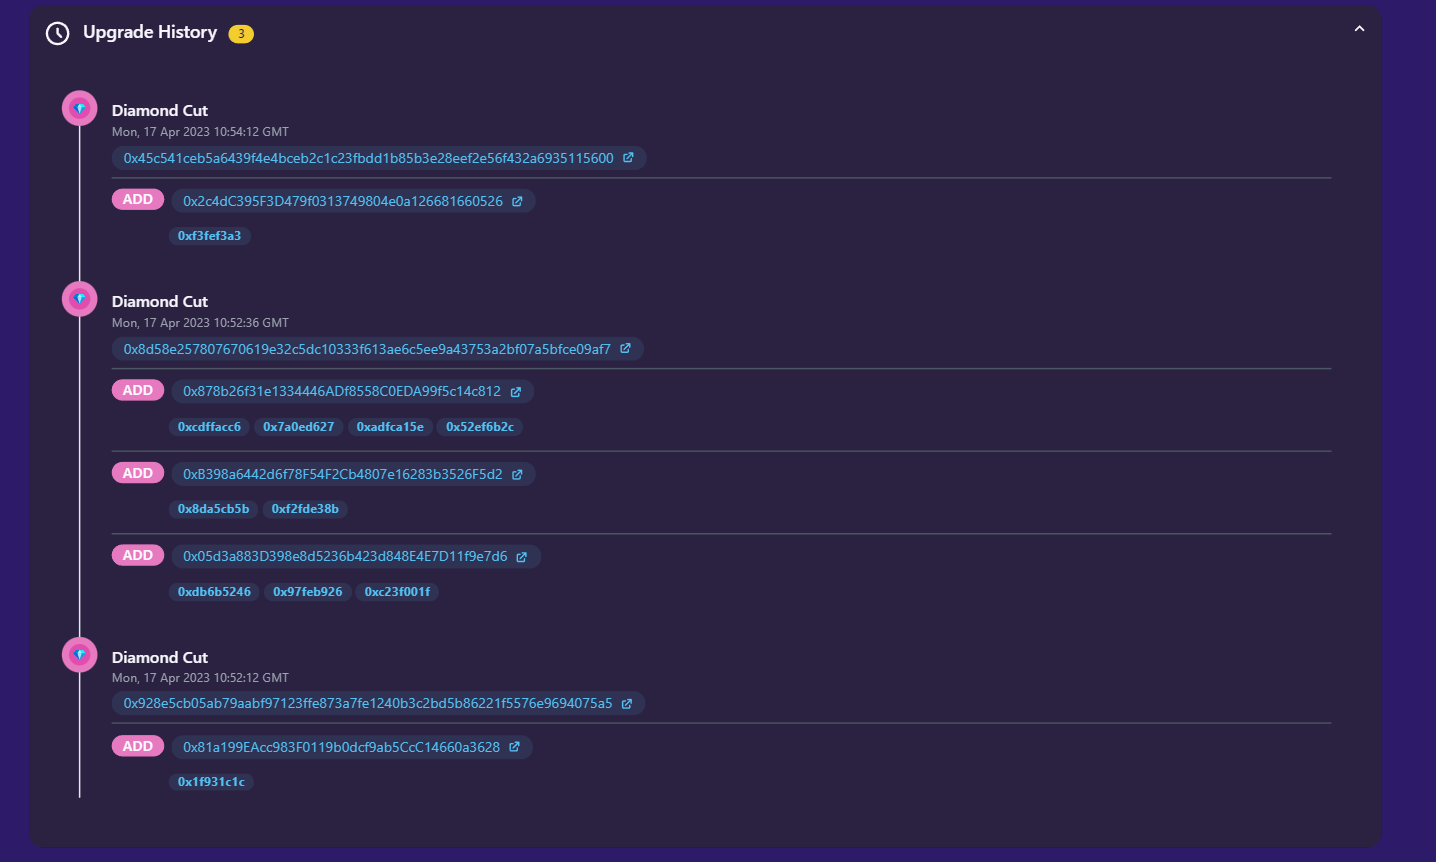 Upgrade History 3
Diamond Cut
Mon, 17 Apr 2023 10:54:12 GMT
0x45c541ceb5a6439f4e4bceb2c1c23fbdd1b85b3e28eef2e56f432a6935115600
ADD 0x2c4dC395F3D479f0313749804e0a126681660526
0xf3fef3a3
Diamond Cut
Mon, 17 Apr 2023 10:52:36 GMT
0x8d58e257807670619e32c5dc10333f613ae6c5ee9a43753a2bf07a5bfce09af7
ADD 0x878b26f31e1334446ADf8558C0EDA99f5c14c812
0xcdffacc6 0x7a0ed627 0xadfca15e 0x52ef6b2c
ADD 0xB398a6442d6f78F54F2Cb4807e16283b3526F5d2
0x8da5cb5b 0xf2fde38b
ADD 0x05d3a883D398e8d5236b423d848E4E7D11f9e7d6
0xdb6b5246 0x97feb926 0xc23f001f
Diamond Cut
Mon, 17 Apr 2023 10:52:12 GMT
0x928e5cb05ab79aabf97123ffe873a7fe1240b3c2bd5b86221f5576e9694075a5
ADD 0x81a199EAcc983F0119b0dcf9ab5CcC14660a3628
0x1f931c1c